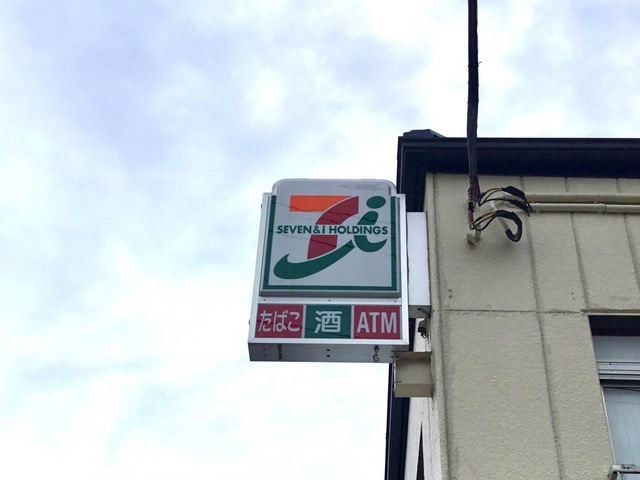 7i
SEVEN & i HOLDINGS
たばこ 酒 ATM